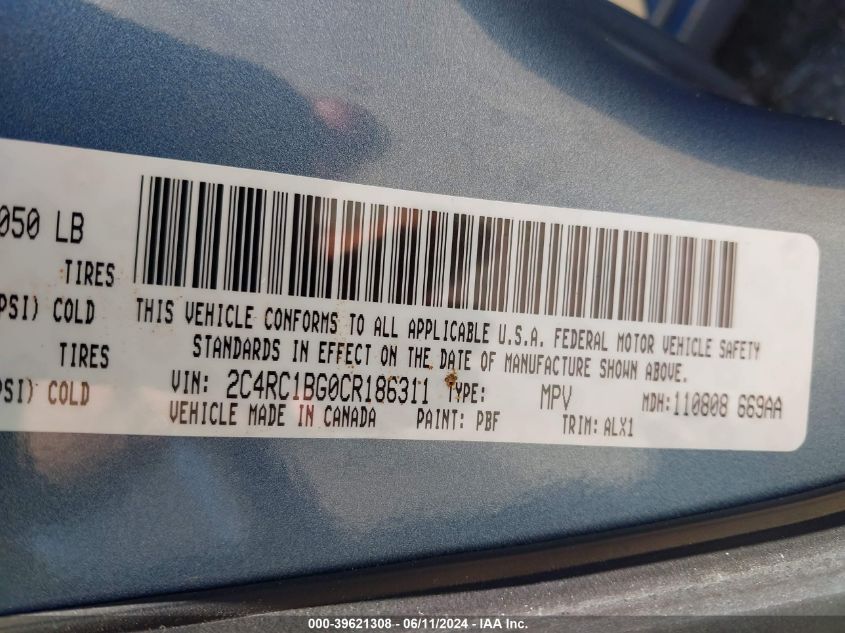 050 LB
TIRES
PSI) COLD
TIRES
PSI) COLD
THIS VEHICLE CONFORMS TO ALL APPLICABLE U.S.A. FEDERAL MOTOR VEHICLE SAFETY
STANDARDS IN EFFECT ON THE DATE OF MANUFACTURE SHOWN ABOVE.
VIN: 2C4RC1BG0CR186311 TYPE: MPV MDH: 110808 669AA
VEHICLE MADE IN CANADA PAINT: PBF TRIM: ALX1
000-39621308 - 06/11/2024 - IAA Inc.